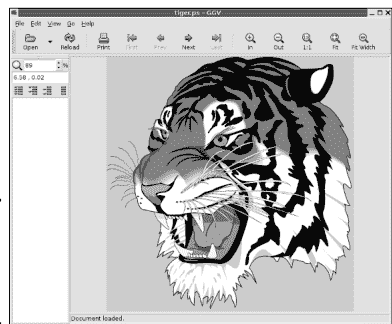 tiger.ps - GGV
File Edit View Go Help
Open Reload Print First Prev Next Last In Out 1:1 Fit Fit Width
89 %
6.58 , 0.02
Document loaded.